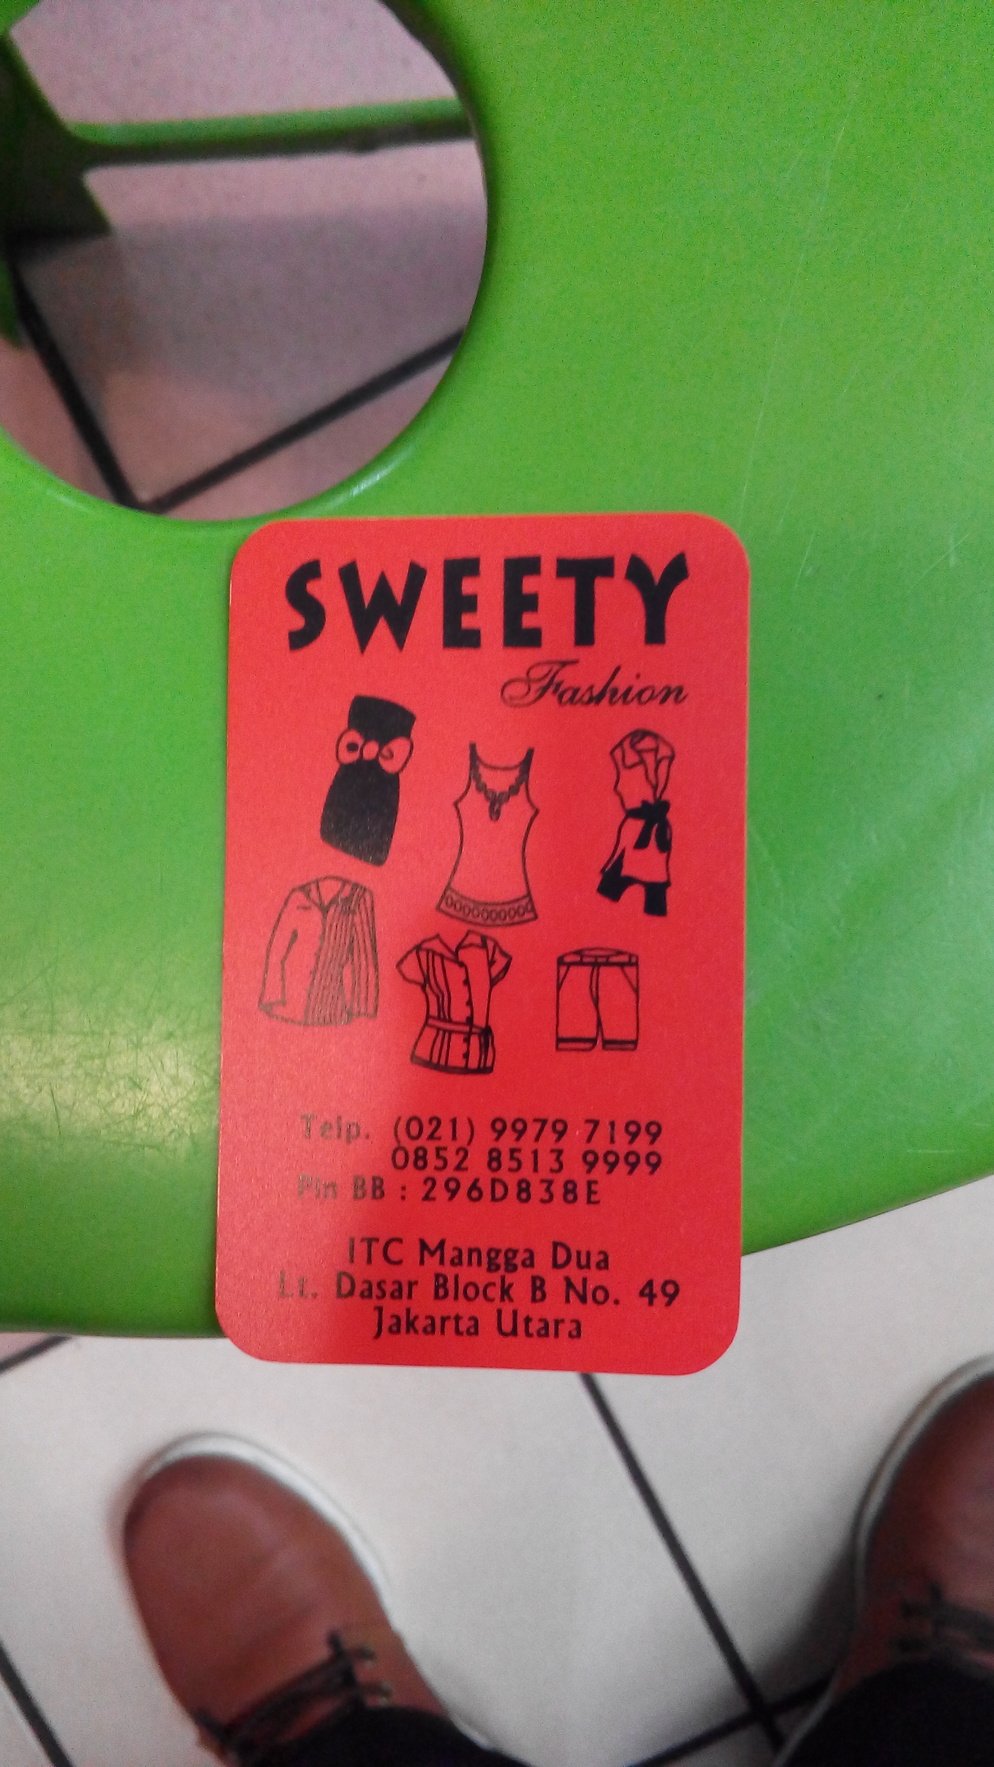 SWEETY
Fashion
Telp. (021) 9979 7199
0852 8513 9999
Pin BB : 296D838E
ITC Mangga Dua
Lt. Dasar Block B No. 49
Jakarta Utara